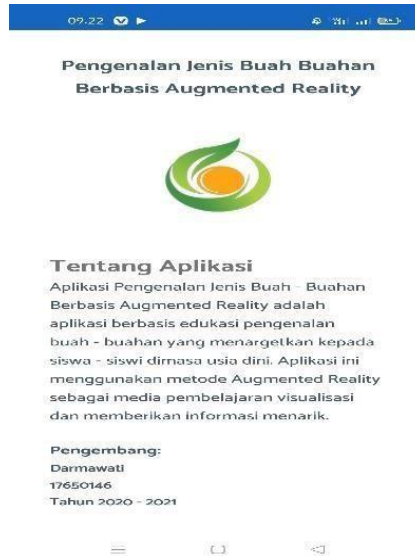 09.22
Pengenalan Jenis Buah Buahan
Berbasis Augmented Reality
Tentang Aplikasi
Aplikasi Pengenalan Jenis Buah - Buahan
Berbasis Augmented Reality adalah
aplikasi berbasis edukasi pengenalan
buah - buahan yang menargetkan kepada
siswa - siswi dimasa usia dini. Aplikasi ini
menggunakan metode Augmented Reality
sebagai media pembelajaran visualisasi
dan memberikan informasi menarik.
Pengembang:
Darmawati
17650146
Tahun 2020 - 2021